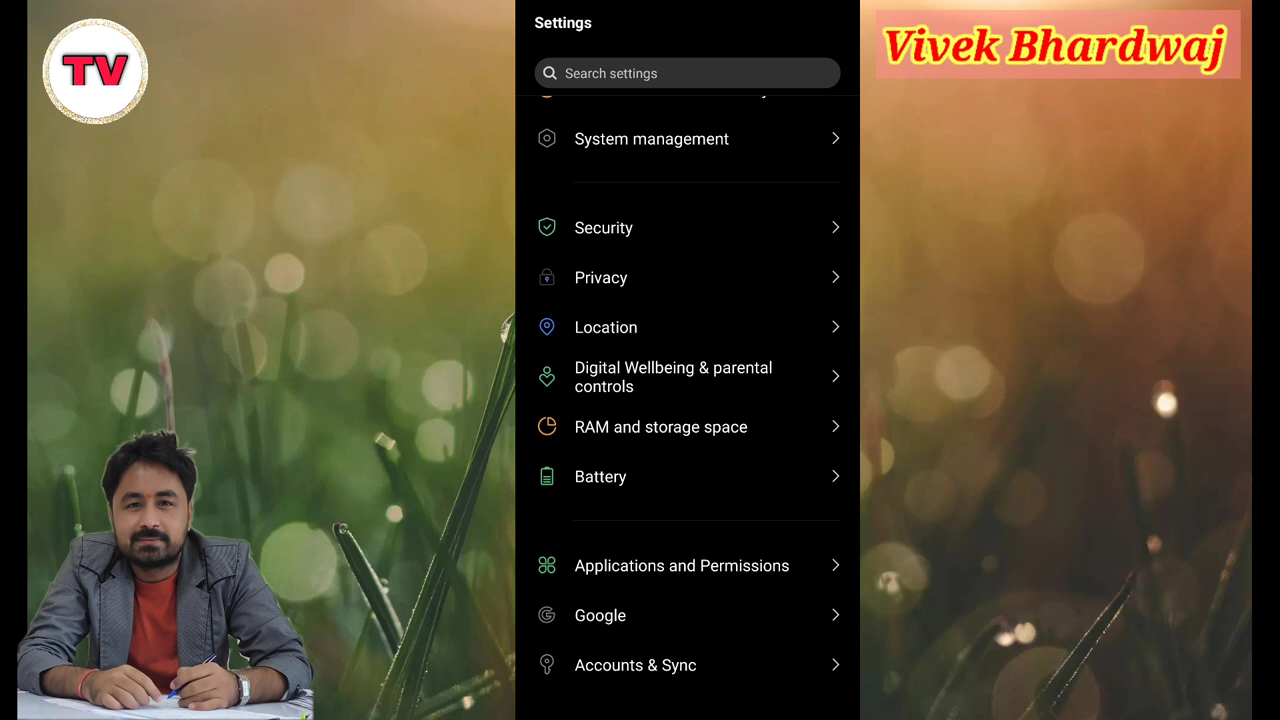 TV
Vivek Bhardwaj
Settings
Search settings
System management
Security
Privacy
Location
Digital Wellbeing & parental
controls
RAM and storage space
Battery
Applications and Permissions
Google
Accounts & Sync